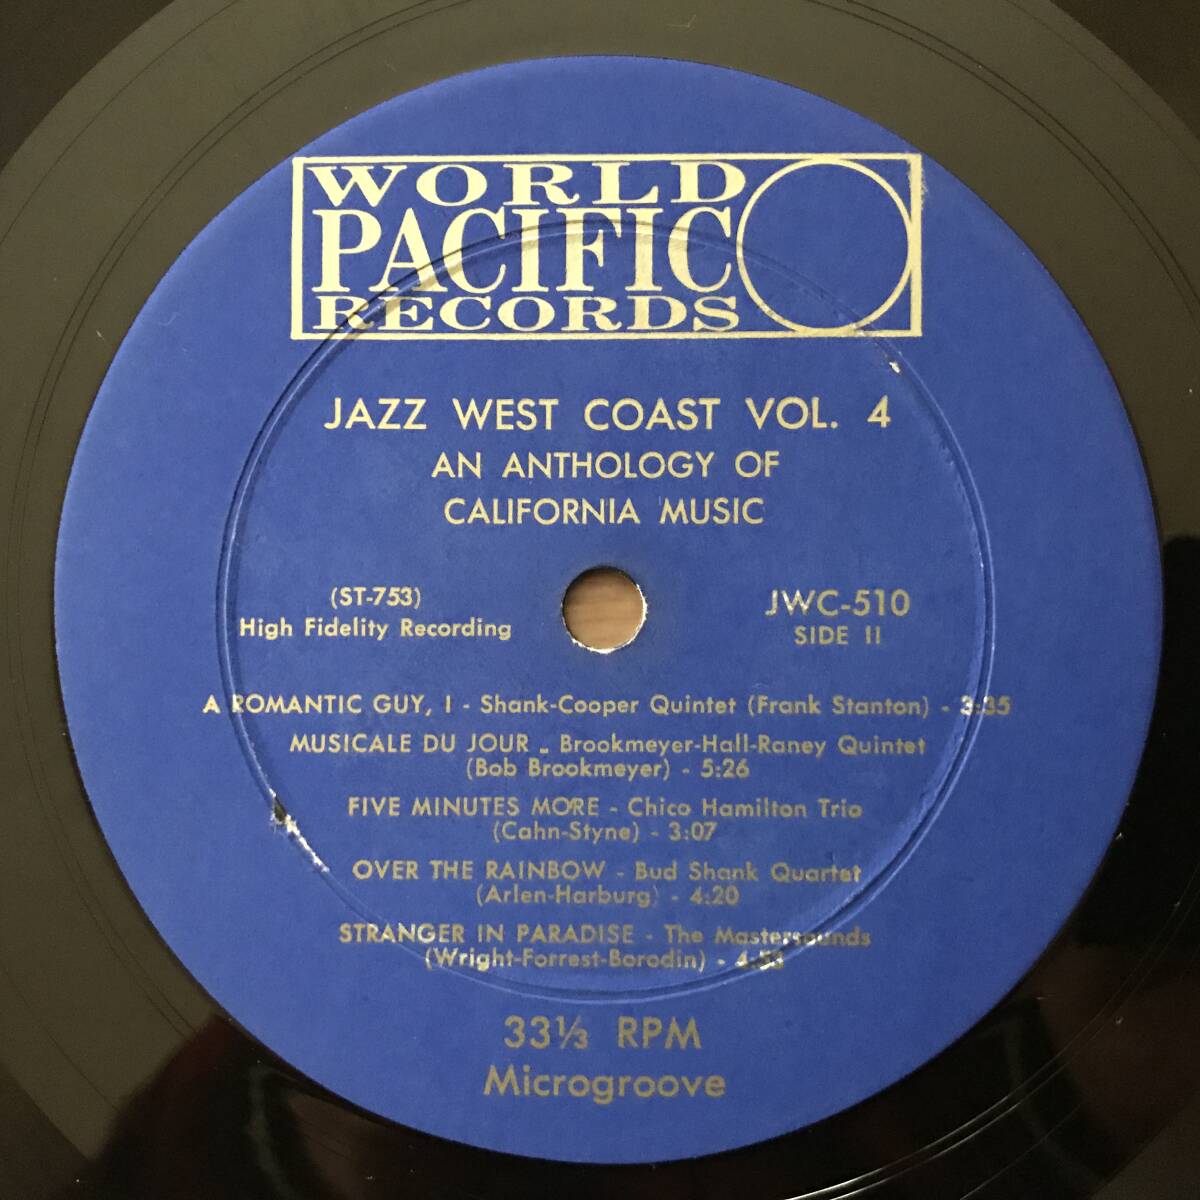 WORLD
PACIFIC
RECORDS
JAZZ WEST COAST VOL. 4
AN ANTHOLOGY OF
CALIFORNIA MUSIC
(ST-753)
High Fidelity Recording
JWC-510
SIDE II
A ROMANTIC GUY, I - Shank-Cooper Quintet (Frank Stanton) - 3:35
MUSICALE DU JOUR - Brookmeyer-Hall-Raney Quintet
(Bob Brookmeyer) - 5:26
FIVE MINUTES MORE - Chico Hamilton Trio
(Cahn-Styne) - 3:07
OVER THE RAINBOW - Bud Shank Quartet
(Arlen-Harburg) - 4:20
STRANGER IN PARADISE - The Mastersounds
(Wright-Forrest-Borodin) - 4:53
33⅓ RPM
Microgroove